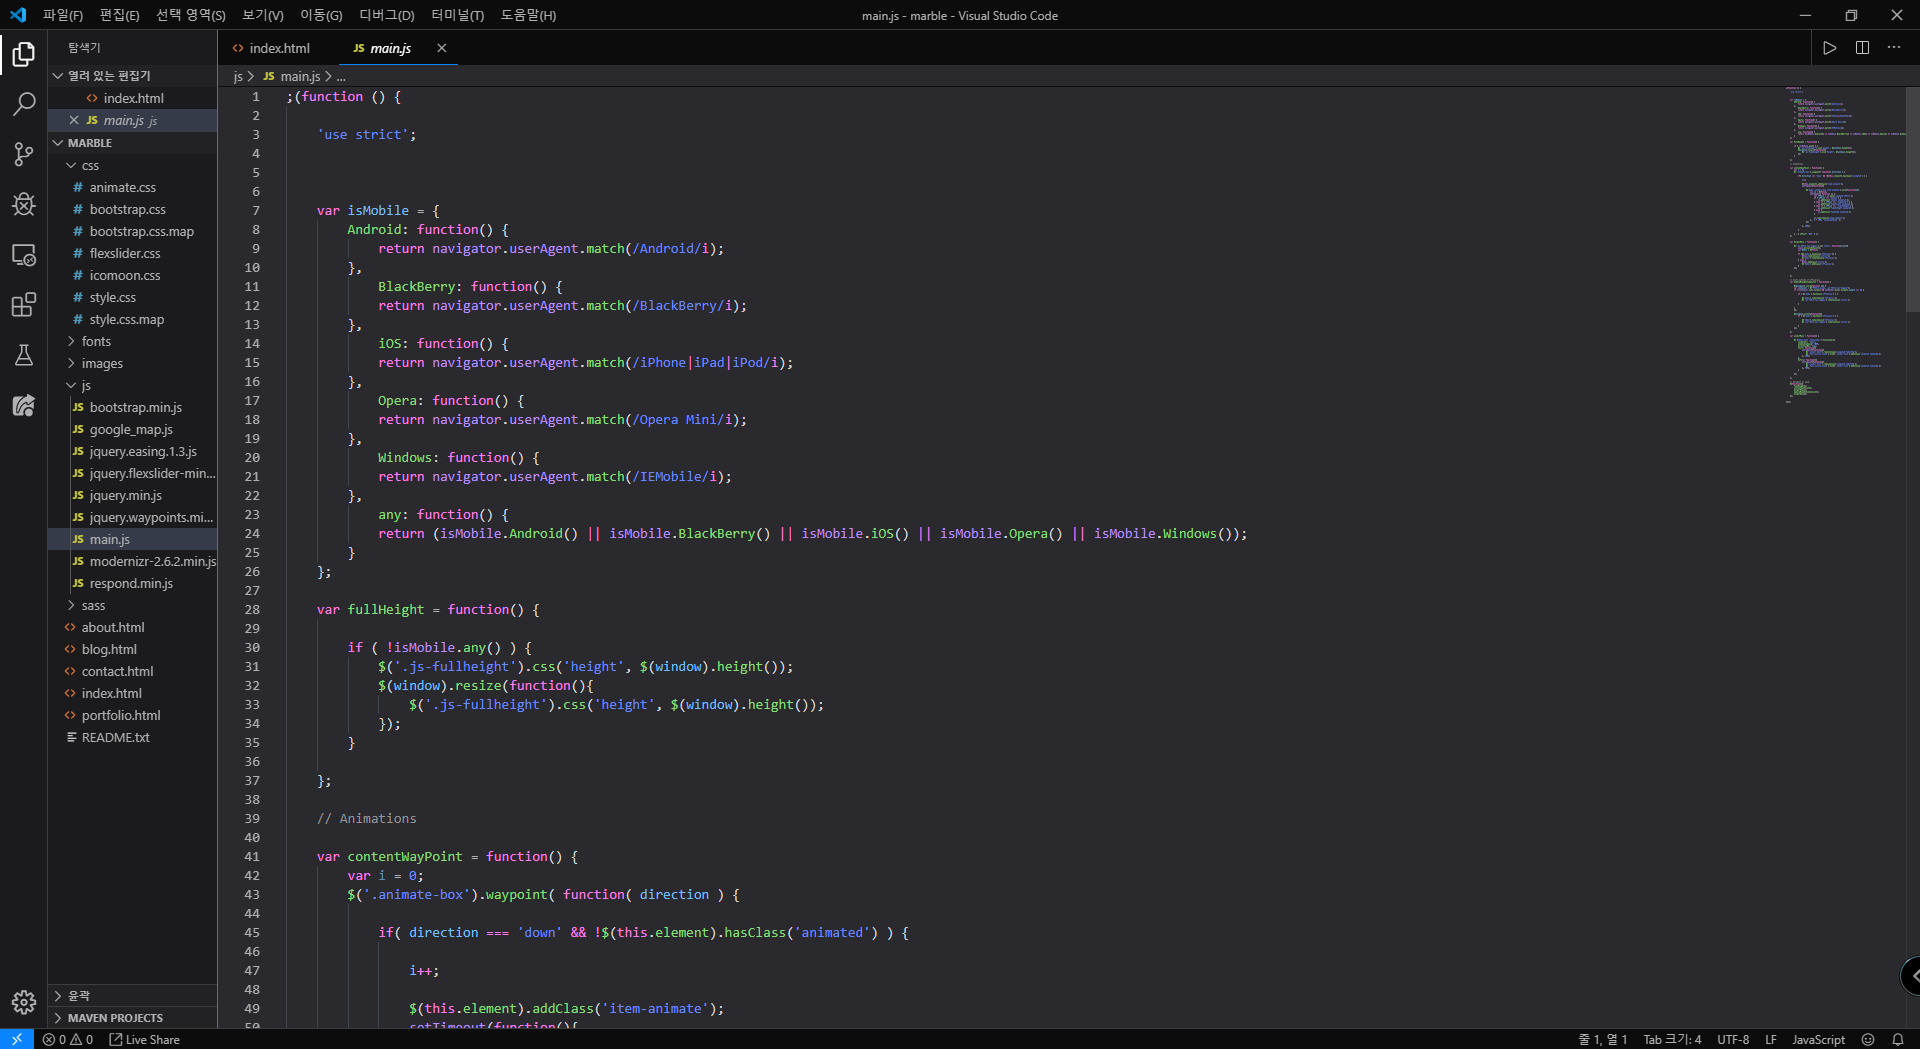 파일(F) 편집(E) 선택 영역(S) 보기(V) 이동(G) 디버그(D) 터미널(T) 도움말(H) main.js - marble - Visual Studio Code
탐색기
index.html
JS main.js
열려 있는 편집기
index.html
JS main.js js
MARBLE
css
# animate.css
# bootstrap.css
# bootstrap.css.map
# flexslider.css
# icomoon.css
# style.css
# style.css.map
fonts
images
js
JS bootstrap.min.js
JS google_map.js
JS jquery.easing.1.3.js
JS jquery.flexslider-min...
JS jquery.min.js
JS jquery.waypoints.mi...
JS main.js
JS modernizr-2.6.2.min.js
JS respond.min.js
sass
about.html
blog.html
contact.html
index.html
portfolio.html
README.txt
윤곽
MAVEN PROJECTS
js > JS main.js > ...
1 ;(function () {
2
3 'use strict';
4
5
6
7 var isMobile = {
8 Android: function() {
9 return navigator.userAgent.match(/Android/i);
10 },
11 BlackBerry: function() {
12 return navigator.userAgent.match(/BlackBerry/i);
13 },
14 iOS: function() {
15 return navigator.userAgent.match(/iPhone|iPad|iPod/i);
16 },
17 Opera: function() {
18 return navigator.userAgent.match(/Opera Mini/i);
19 },
20 Windows: function() {
21 return navigator.userAgent.match(/IEMobile/i);
22 },
23 any: function() {
24 return (isMobile.Android() || isMobile.BlackBerry() || isMobile.iOS() || isMobile.Opera() || isMobile.Windows());
25 }
26 };
27
28 var fullHeight = function() {
29
30 if ( !isMobile.any() ) {
31 $('.js-fullheight').css('height', $(window).height());
32 $(window).resize(function(){
33 $('.js-fullheight').css('height', $(window).height());
34 });
35 }
36
37 };
38
39 // Animations
40
41 var contentWayPoint = function() {
42 var i = 0;
43 $('.animate-box').waypoint( function( direction ) {
44
45 if( direction === 'down' && !$(this.element).hasClass('animated') ) {
46
47 i++;
48
49 $(this.element).addClass('item-animate');
50 setTimeout(function(){
0 0 Live Share 줄 1, 열 1 Tab 크기: 4 UTF-8 LF JavaScript